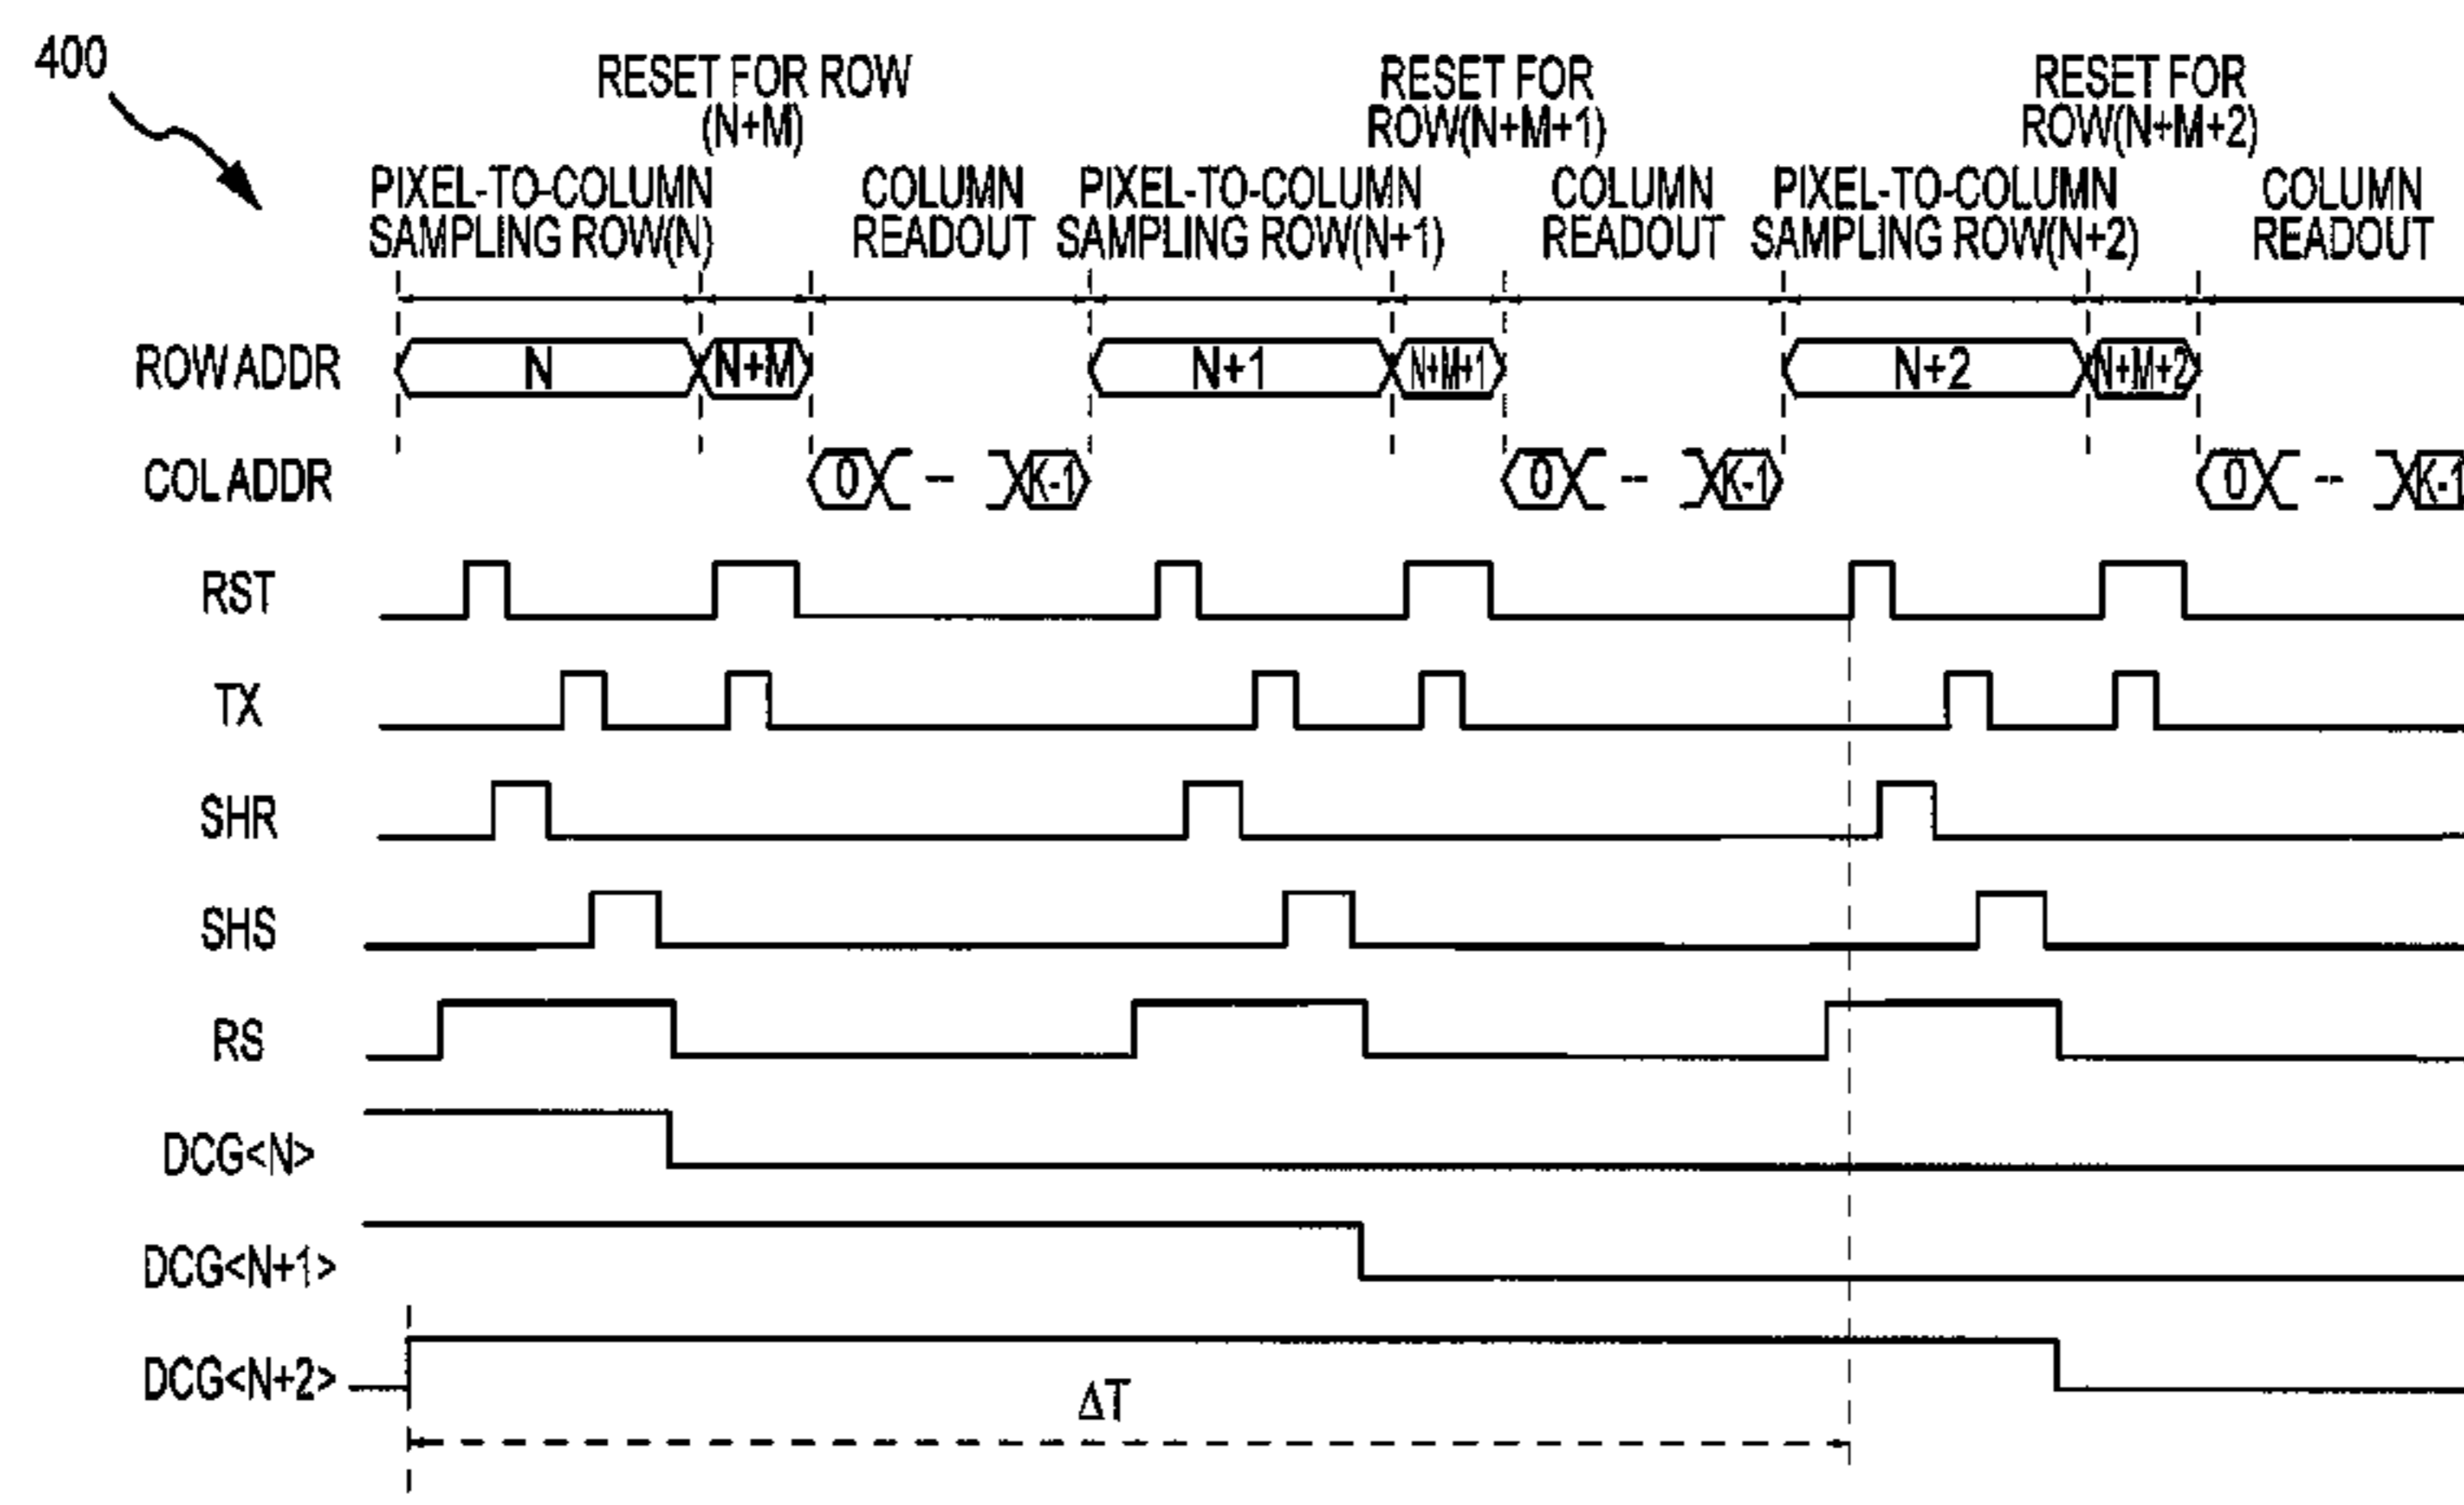 400
RESET FOR ROW
(N+M)
RESET FOR
ROW(N+M+1)
RESET FOR
ROW(N+M+2)
PIXEL-TO-COLUMN
SAMPLING ROW(N)
COLUMN
READOUT
PIXEL-TO-COLUMN
SAMPLING ROW(N+1)
COLUMN
READOUT
PIXEL-TO-COLUMN
SAMPLING ROW(N+2)
COLUMN
READOUT
ROW ADDR N N+M N+1 N+M+1 N+2 N+M+2
COL ADDR 0 -- K-1 0 -- K-1 0 -- K-1
RST
TX
SHR
SHS
RS
DCG<N>
DCG<N+1>
DCG<N+2>
ΔT